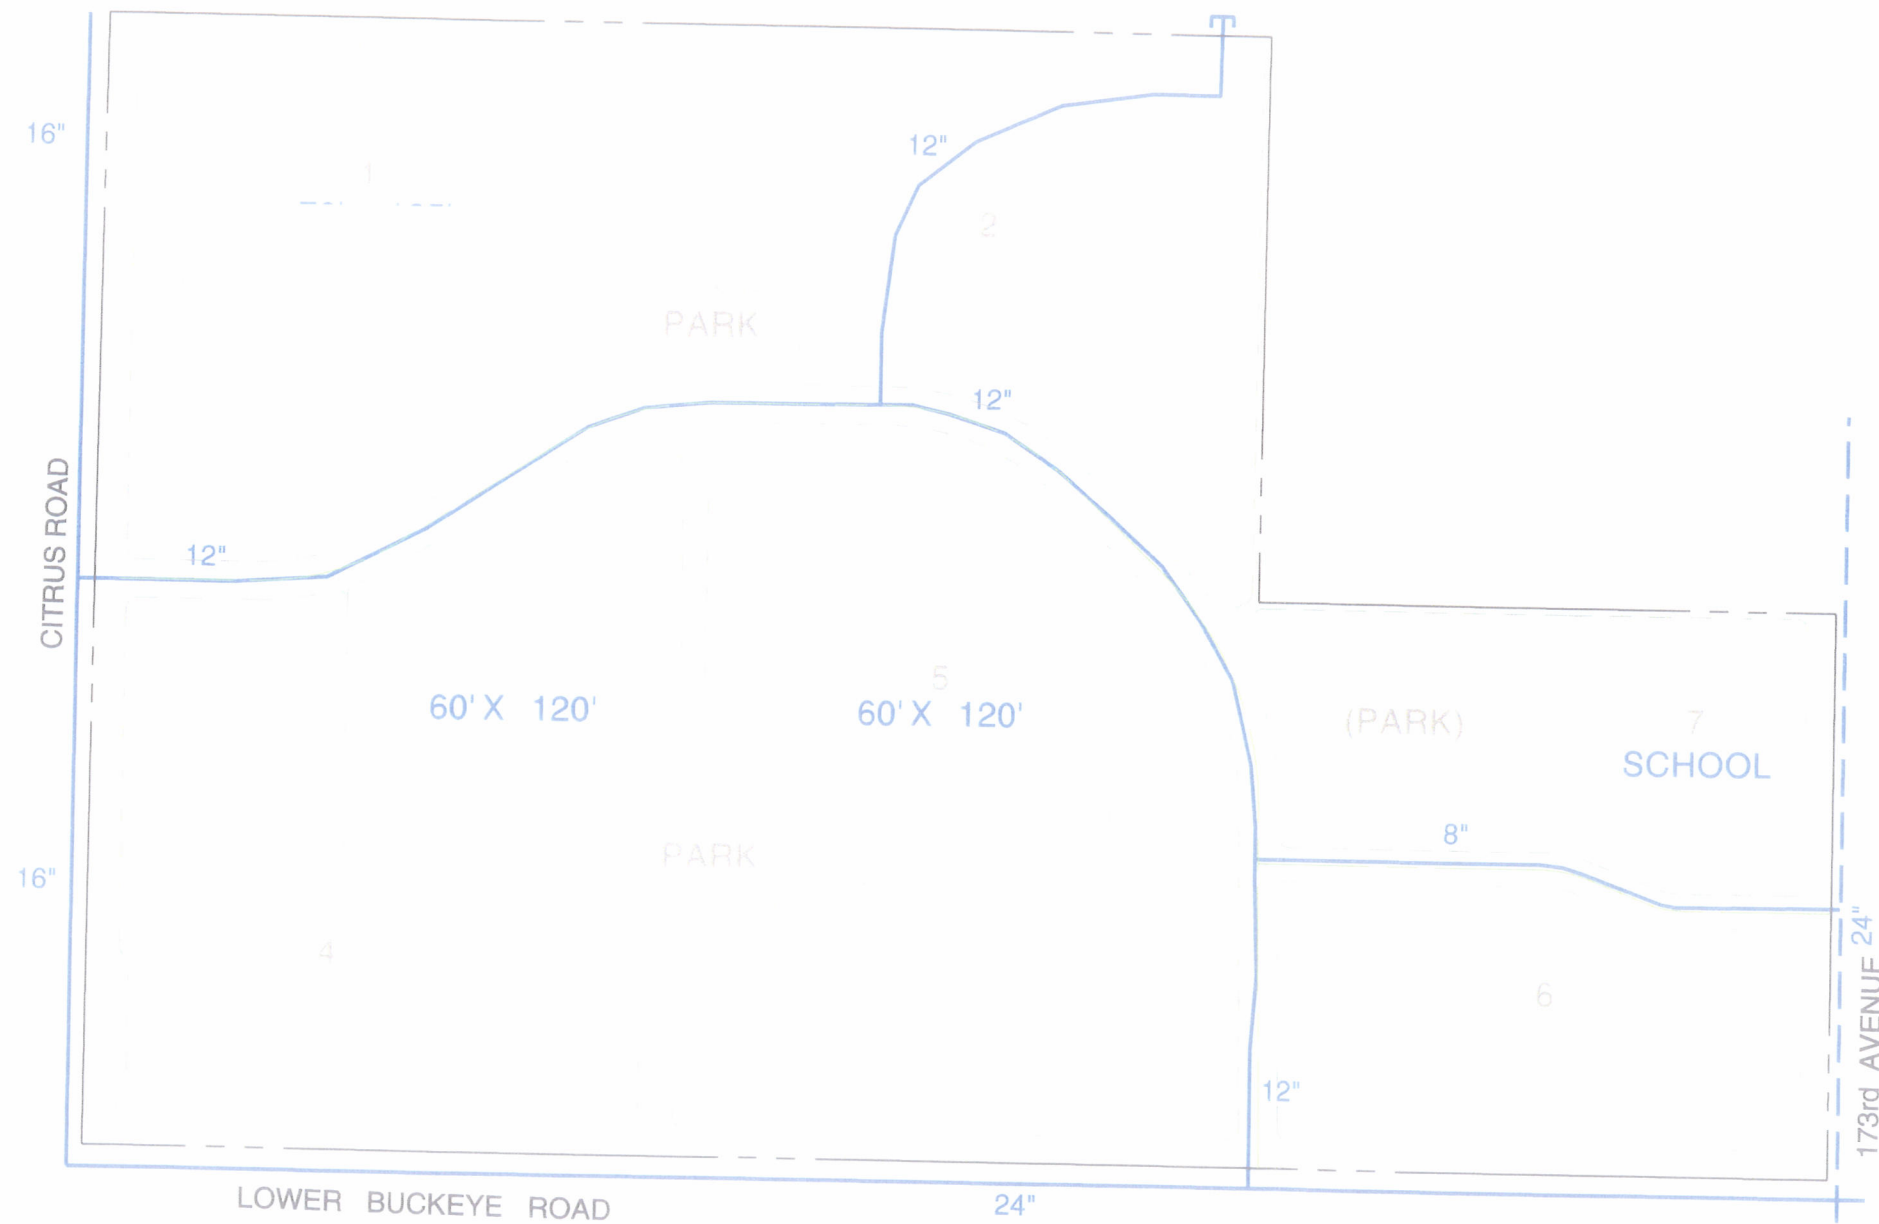 16"
12"
1
2
PARK
12"
CITRUS ROAD
12"
5
60' X 120'
60' X 120'
(PARK)
7
SCHOOL
8"
PARK
16"
4
24"
6
173rd AVENUE
12"
LOWER BUCKEYE ROAD
24"